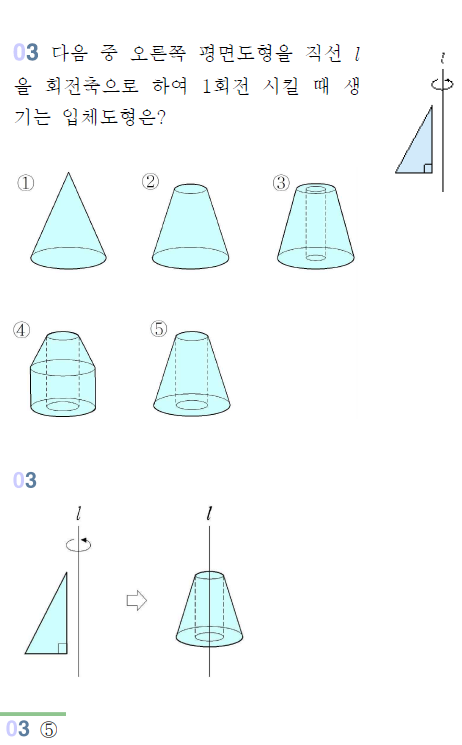 03 다음 중 오른쪽 평면도형을 직선 l
을 회전축으로 하여 1회전 시킬 때 생
기는 입체도형은?
l
① ② ③
④ ⑤
03
l l
03 ⑤